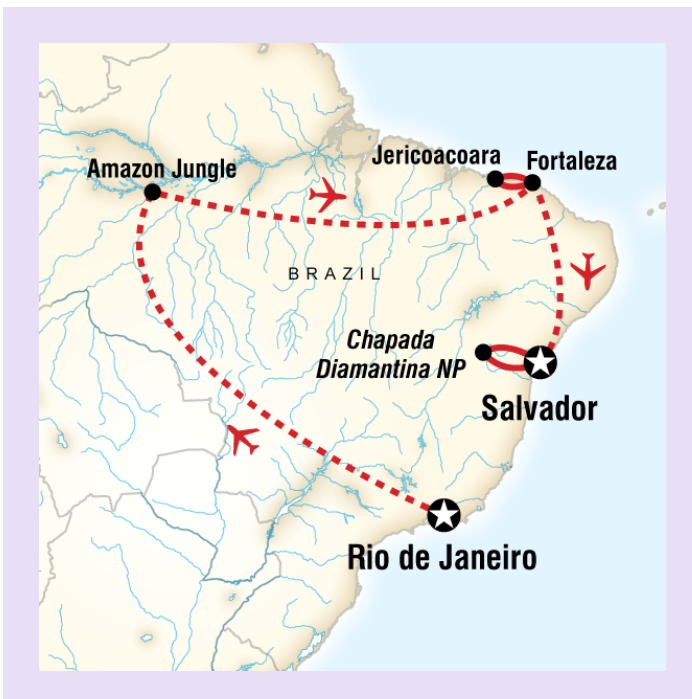 Jericoacoara
Fortaleza
Amazon Jungle
BRAZIL
Chapada
Diamantina NP
Salvador
Rio de Janeiro